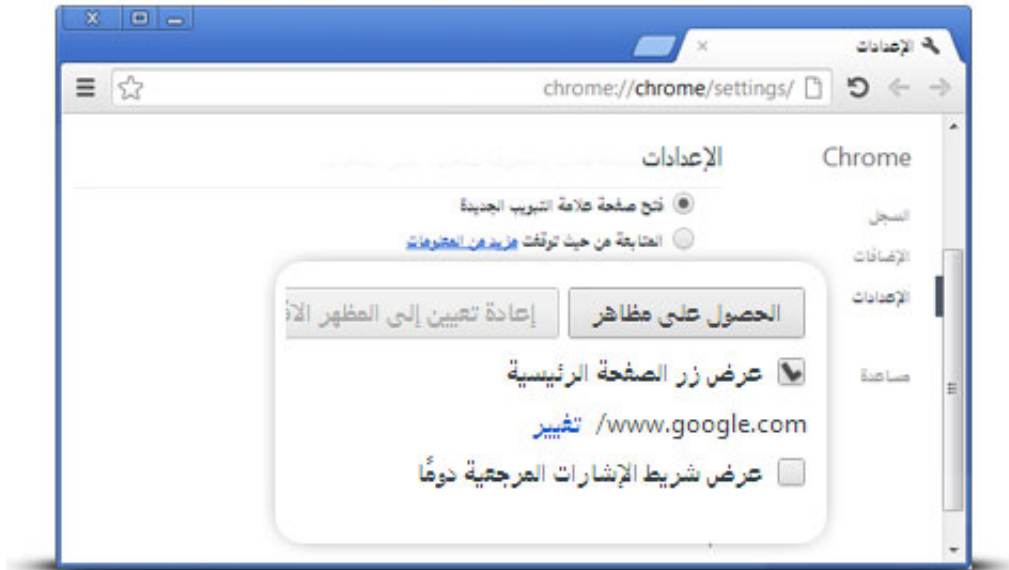 الإعدادات
chrome://chrome/settings/
Chrome
الإعدادات
السجل
الإضافات
الإعدادات
مساعدة
فتح صفحة علامة التبويب الجديدة
المتابعة من حيث توقفت مزيد من المعلومات
الحصول على مظاهر
إعادة تعيين إلى المظهر
عرض زر الصفحة الرئيسية
www.google.com/ تغيير
عرض شريط الإشارات المرجعية دومًا